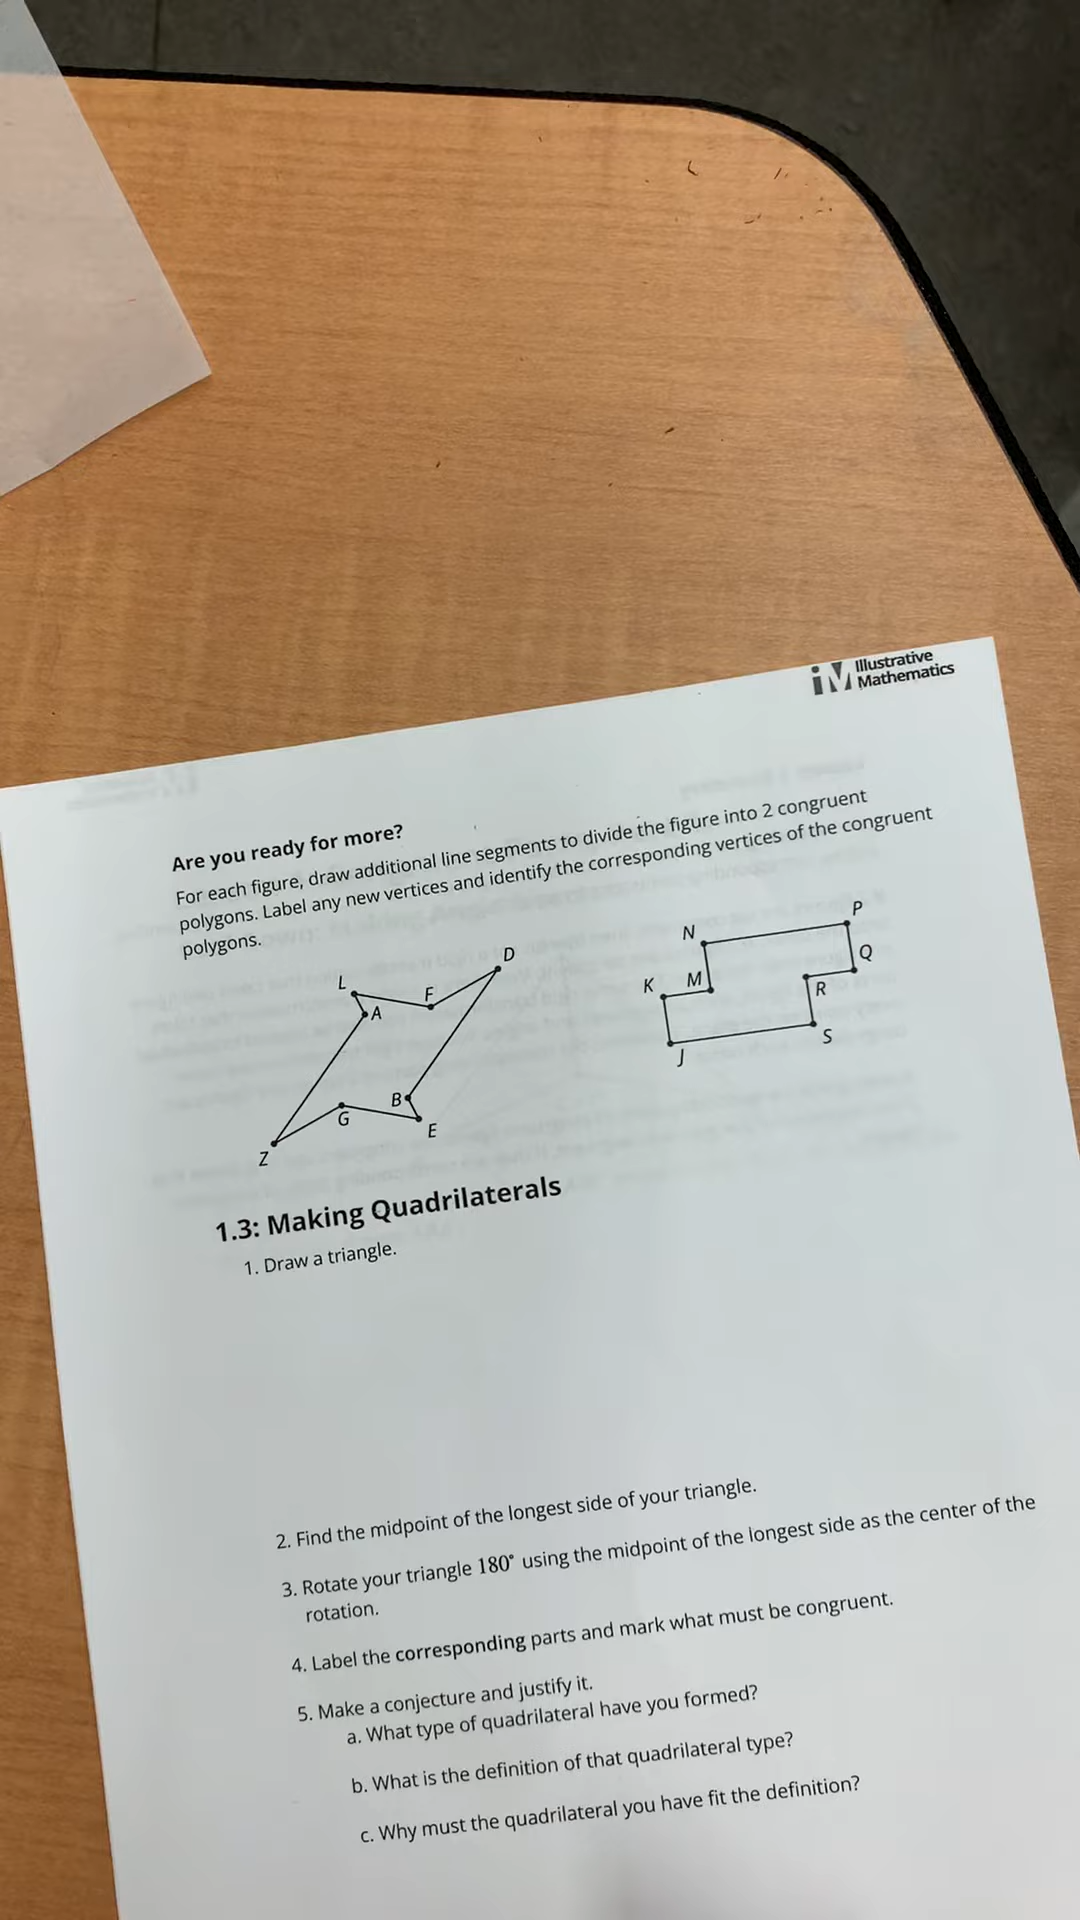 Illustrative
Mathematics
Are you ready for more?
For each figure, draw additional line segments to divide the figure into 2 congruent
polygons. Label any new vertices and identify the corresponding vertices of the congruent
polygons.
L
A
F
D
B
E
G
Z
N
P
K
M
Q
R
J
S
1.3: Making Quadrilaterals
1. Draw a triangle.
2. Find the midpoint of the longest side of your triangle.
3. Rotate your triangle 180° using the midpoint of the longest side as the center of the
rotation.
4. Label the corresponding parts and mark what must be congruent.
5. Make a conjecture and justify it.
a. What type of quadrilateral have you formed?
b. What is the definition of that quadrilateral type?
c. Why must the quadrilateral you have fit the definition?